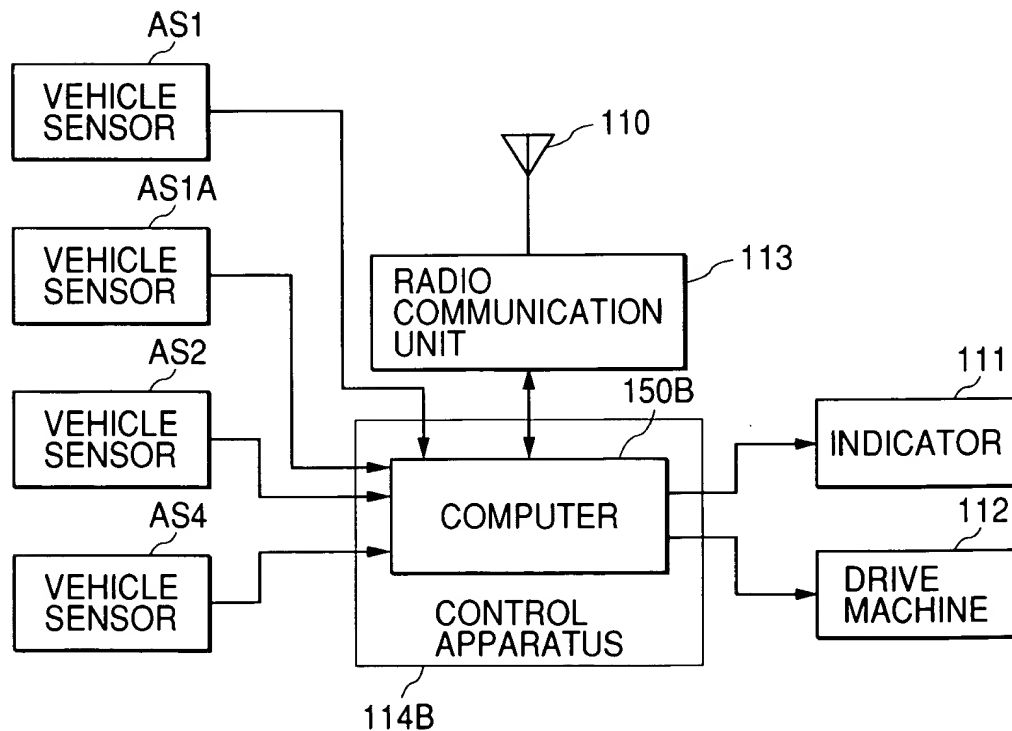 AS1
VEHICLE
SENSOR
AS1A
VEHICLE
SENSOR
AS2
VEHICLE
SENSOR
AS4
VEHICLE
SENSOR
110
113
RADIO
COMMUNICATION
UNIT
150B
COMPUTER
CONTROL
APPARATUS
114B
111
INDICATOR
112
DRIVE
MACHINE